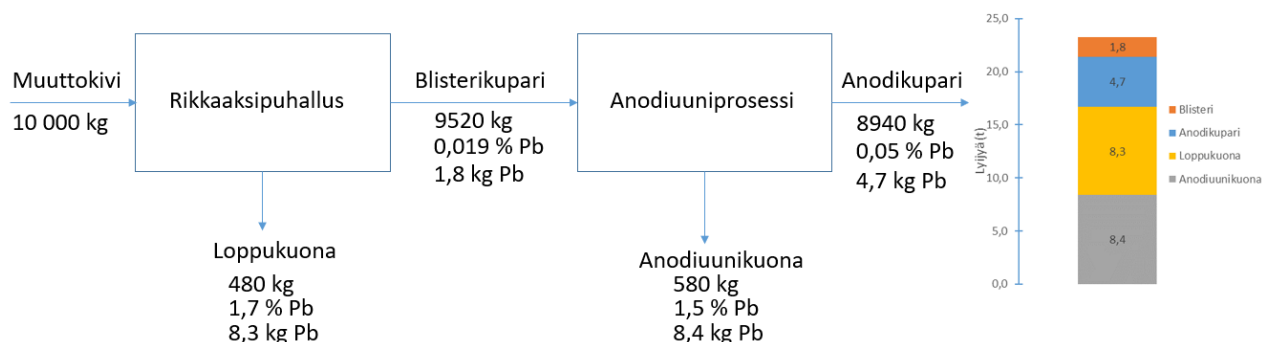 Muuttokivi
10 000 kg
Rikkaaksipuhallus
Blisterikupari
9520 kg
0,019 % Pb
1,8 kg Pb
Anodiuuniprosessi
Anodikupari
8940 kg
0,05 % Pb
4,7 kg Pb
Loppukuona
480 kg
1,7 % Pb
8,3 kg Pb
Anodiuunikuona
580 kg
1,5 % Pb
8,4 kg Pb
Lyijyä(t)
25,0
20,0
15,0
10,0
5,0
0,0
1,8
4,7
8,3
8,4
Blisteri
Anodikupari
Loppukuona
Anodiuunikuona